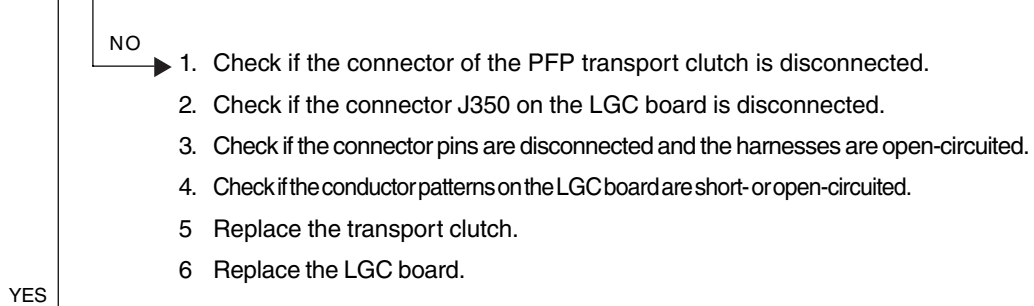 NO
1. Check if the connector of the PFP transport clutch is disconnected.
2. Check if the connector J350 on the LGC board is disconnected.
3. Check if the connector pins are disconnected and the harnesses are open-circuited.
4. Check if the conductor patterns on the LGC board are short- or open-circuited.
5 Replace the transport clutch.
6 Replace the LGC board.
YES